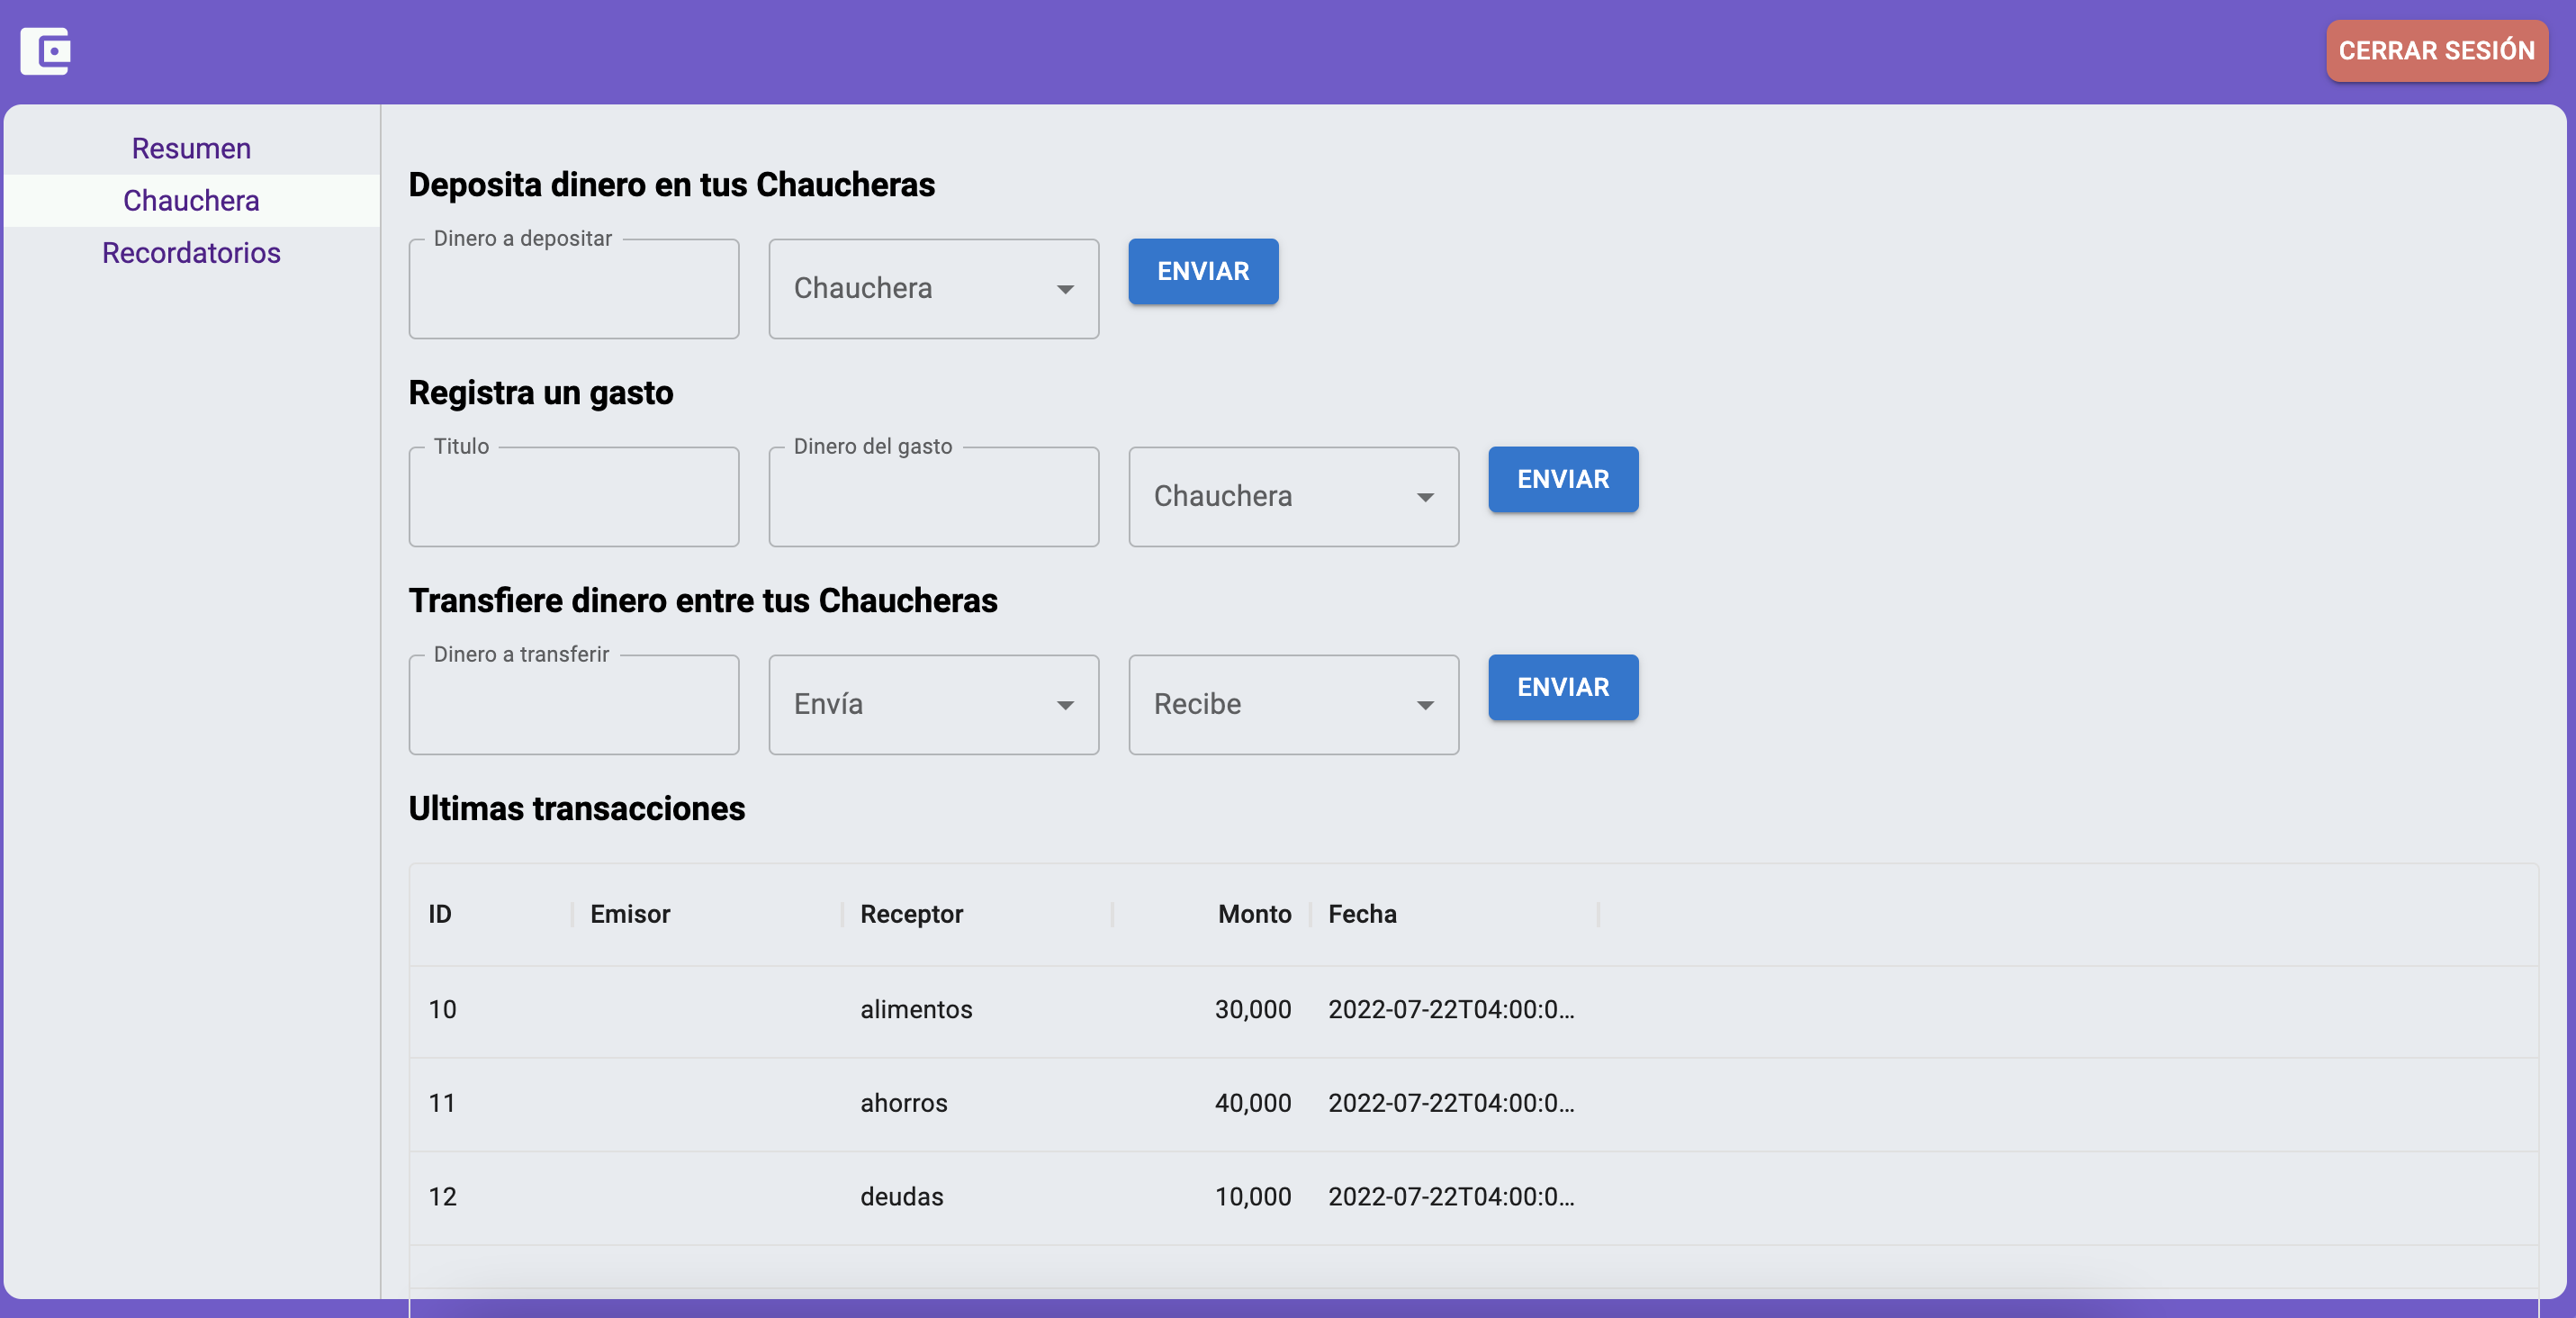 CERRAR SESIÓN
Resumen
Chauchera
Recordatorios
Deposita dinero en tus Chaucheras
Dinero a depositar
Chauchera
ENVIAR
Registra un gasto
Titulo
Dinero del gasto
Chauchera
ENVIAR
Transfiere dinero entre tus Chaucheras
Dinero a transferir
Envía
Recibe
ENVIAR
Ultimas transacciones
ID Emisor Receptor Monto Fecha
10 alimentos 30,000 2022-07-22T04:00:0...
11 ahorros 40,000 2022-07-22T04:00:0...
12 deudas 10,000 2022-07-22T04:00:0...